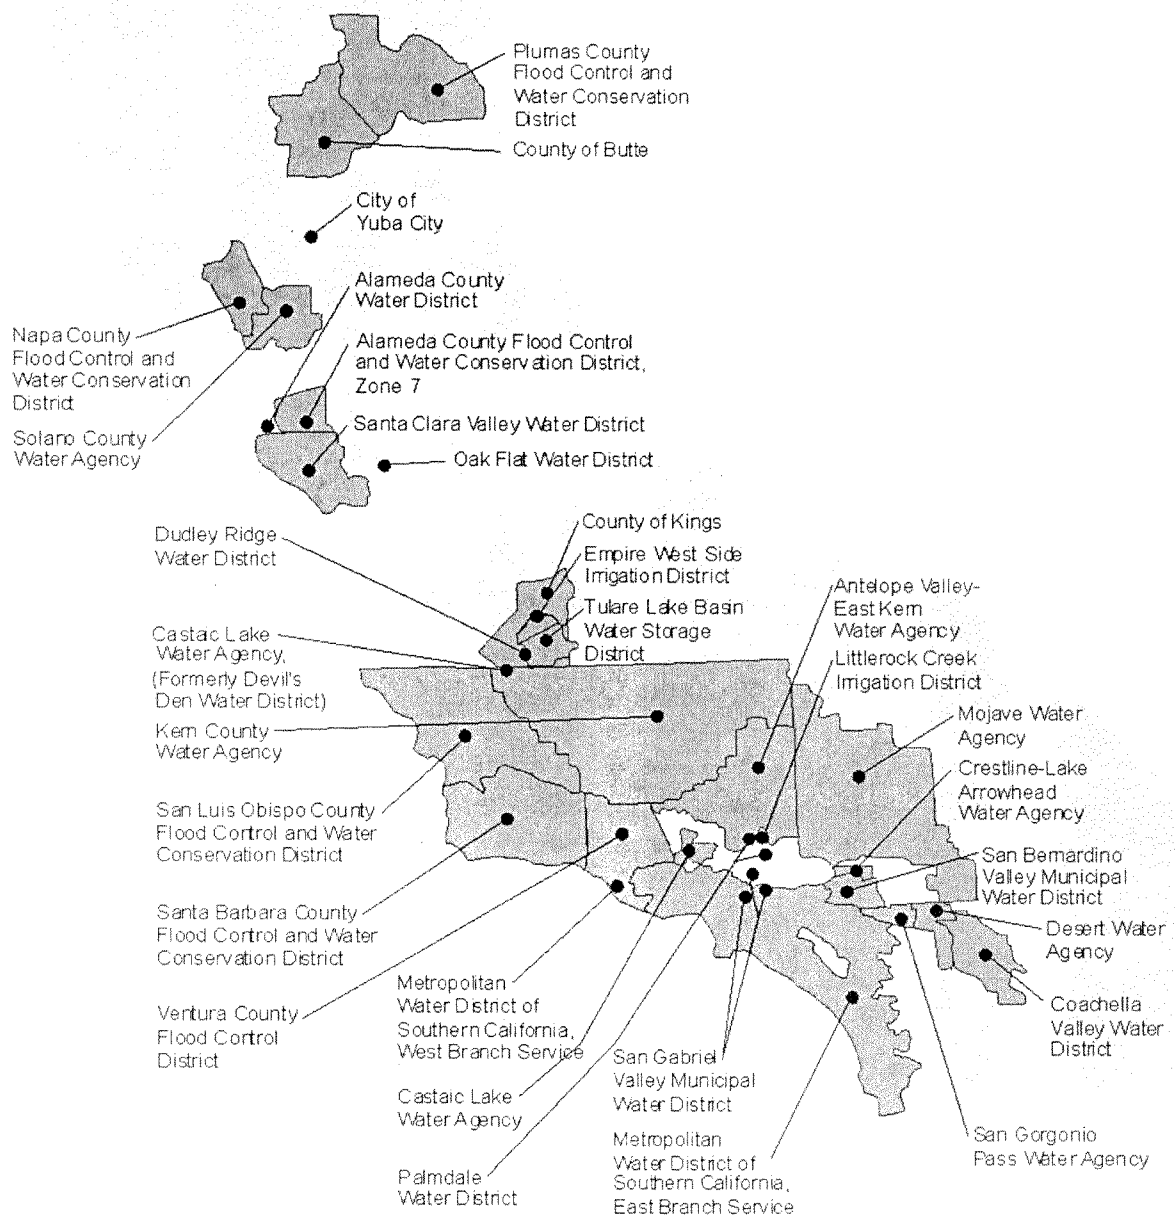 Plumas County
Flood Control and
Water Conservation
District
County of Butte
City of
Yuba City
Alameda County
Water District
Napa County
Flood Control and
Water Conservation
District
Alameda County Flood Control
and Water Conservation District,
Zone 7
Solano County
Water Agency
Santa Clara Valley Water District
Oak Flat Water District
Dudley Ridge
Water District
County of Kings
Empire West Side
Irrigation District
Tulare Lake Basin
Water Storage
District
Antelope Valley-
East Kern
Water Agency
Littlerock Creek
Irrigation District
Castaic Lake
Water Agency,
(Formerly Devil's
Den Water District)
Kern County
Water Agency
Mojave Water
Agency
Crestline-Lake
Arrowhead
Water Agency
San Luis Obispo County
Flood Control and Water
Conservation District
San Bernardino
Valley Municipal
Water District
Santa Barbara County
Flood Control and Water
Conservation District
Desert Water
Agency
Ventura County
Flood Control
District
Metropolitan
Water District of
Southern California,
West Branch Service
Coachella
Valley Water
District
San Gabriel
Valley Municipal
Water District
Castaic Lake
Water Agency
San Gorgonio
Pass Water Agency
Palmdale
Water District
Metropolitan
Water District of
Southern California,
East Branch Service